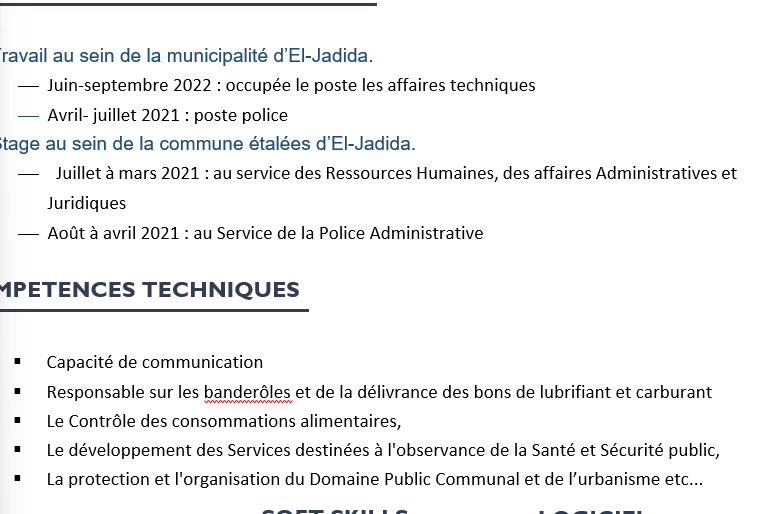 Travail au sein de la municipalité d’El-Jadida.
Juin-septembre 2022 : occupée le poste les affaires techniques
Avril- juillet 2021 : poste police
Stage au sein de la commune étalées d’El-Jadida.
Juillet à mars 2021 : au service des Ressources Humaines, des affaires Administratives et
Juridiques
Août à avril 2021 : au Service de la Police Administrative
MPETENCES TECHNIQUES
Capacité de communication
Responsable sur les banderôles et de la délivrance des bons de lubrifiant et carburant
Le Contrôle des consommations alimentaires,
Le développement des Services destinées à l'observance de la Santé et Sécurité public,
La protection et l'organisation du Domaine Public Communal et de l’urbanisme etc...
SOFT SKILLS LOGICIEL